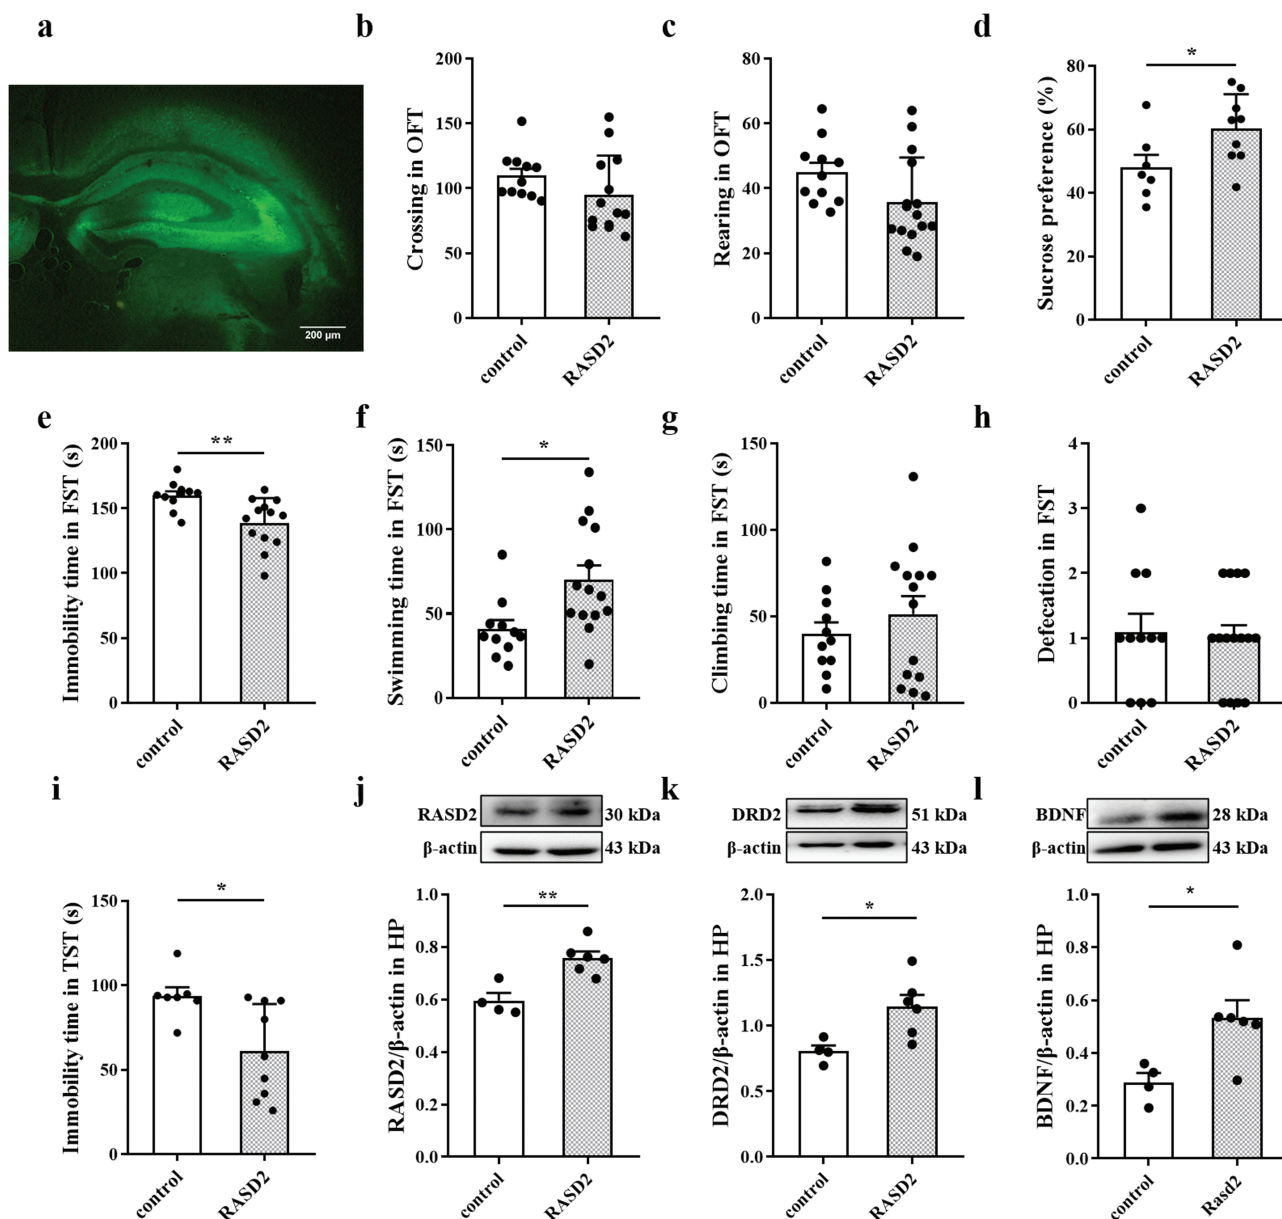 a
200 µm
b
Crossing in OFT
200
150
100
50
0
control
RASD2
c
Rearing in OFT
80
60
40
20
0
control
RASD2
d
*
Sucrose preference (%)
80
60
40
20
0
control
RASD2
e
**
Immobility time in FST (s)
200
150
100
50
0
control
RASD2
f
*
Swimming time in FST (s)
150
100
50
0
control
RASD2
g
Climbing time in FST (s)
150
100
50
0
control
RASD2
h
Defecation in FST
4
3
2
1
0
control
RASD2
i
*
Immobility time in TST (s)
150
100
50
0
control
RASD2
j
RASD2 30 kDa
β-actin 43 kDa
**
RASD2/β-actin in HP
1.0
0.8
0.6
0.4
0.2
0.0
control
RASD2
k
DRD2 51 kDa
β-actin 43 kDa
*
DRD2/β-actin in HP
2.0
1.5
1.0
0.5
0.0
control
RASD2
l
BDNF 28 kDa
β-actin 43 kDa
*
BDNF/β-actin in HP
1.0
0.8
0.6
0.4
0.2
0.0
control
Rasd2